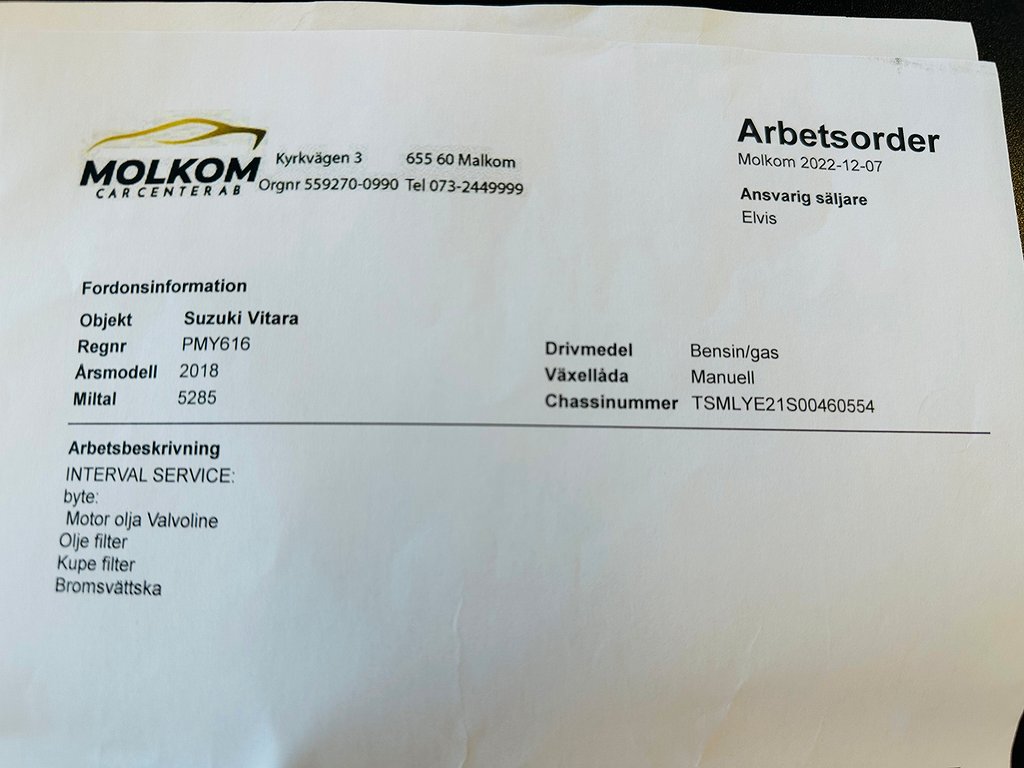 MOLKOM
CAR CENTER AB
Kyrkvägen 3 655 60 Malkom
Orgnr 559270-0990 Tel 073-2449999
Arbetsorder
Molkom 2022-12-07
Ansvarig säljare
Elvis
Fordonsinformation
Objekt Suzuki Vitara
Regnr PMY616
Årsmodell 2018
Miltal 5285
Drivmedel Bensin/gas
Växellåda Manuell
Chassinummer TSMLYE21S00460554
Arbetsbeskrivning
INTERVAL SERVICE:
byte:
Motor olja Valvoline
Olje filter
Kupe filter
Bromsvättska